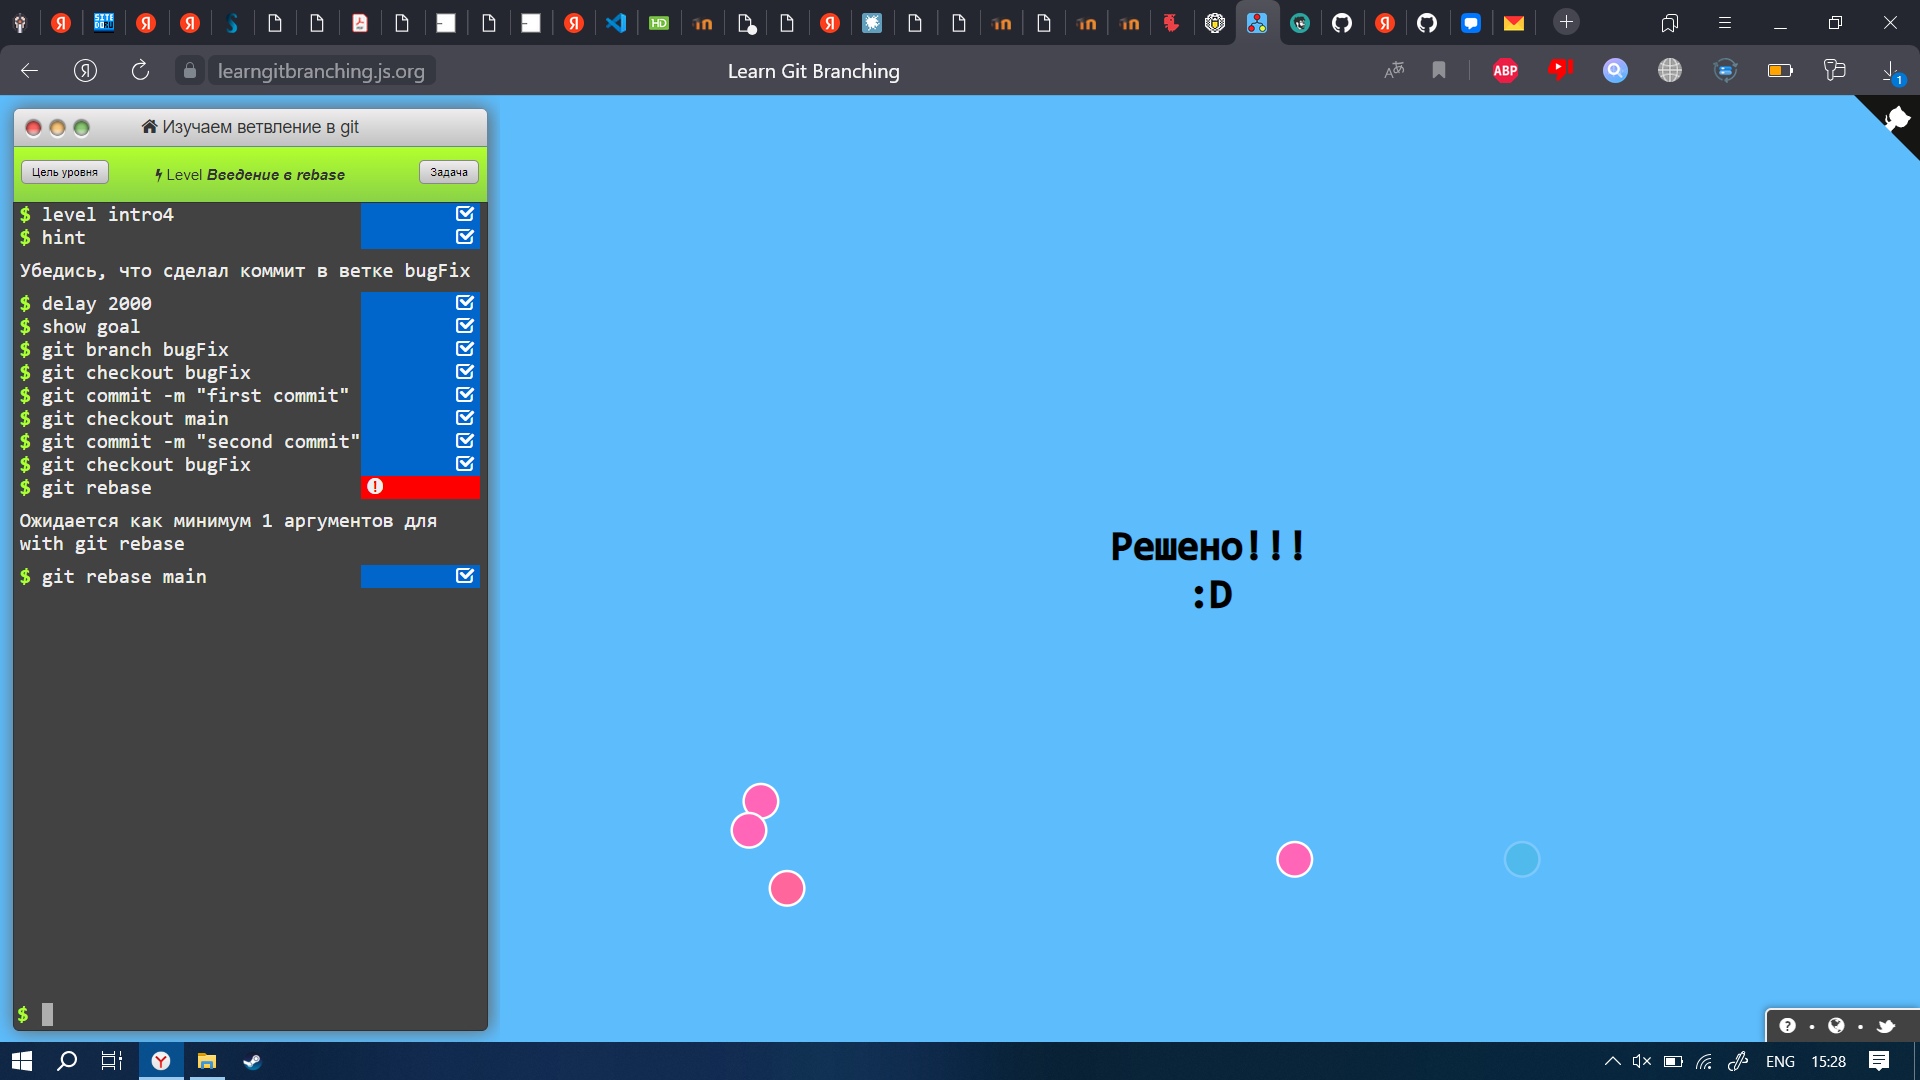 HD
learngitbranching.js.org
Learn Git Branching
ABP
1
Изучаем ветвление в git
Цель уровня
Level Введение в rebase
Задача
$ level intro4
$ hint
Убедись, что сделал коммит в ветке bugFix
$ delay 2000
$ show goal
$ git branch bugFix
$ git checkout bugFix
$ git commit -m "first commit"
$ git checkout main
$ git commit -m "second commit"
$ git checkout bugFix
$ git rebase
Ожидается как минимум 1 аргументов для
with git rebase
$ git rebase main
$
Решено!!!
:D
ENG
15:28